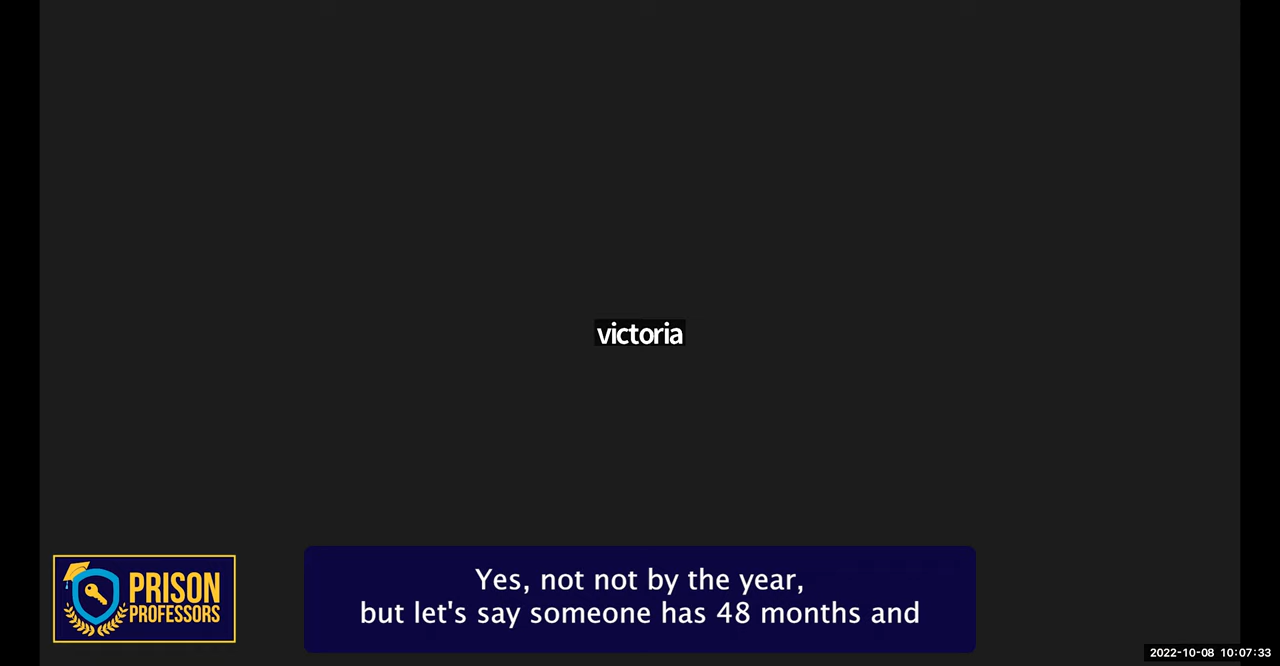 victoria
Yes, not not by the year,
but let's say someone has 48 months and
PRISON
PROFESSORS
2022-10-08 10:07:33